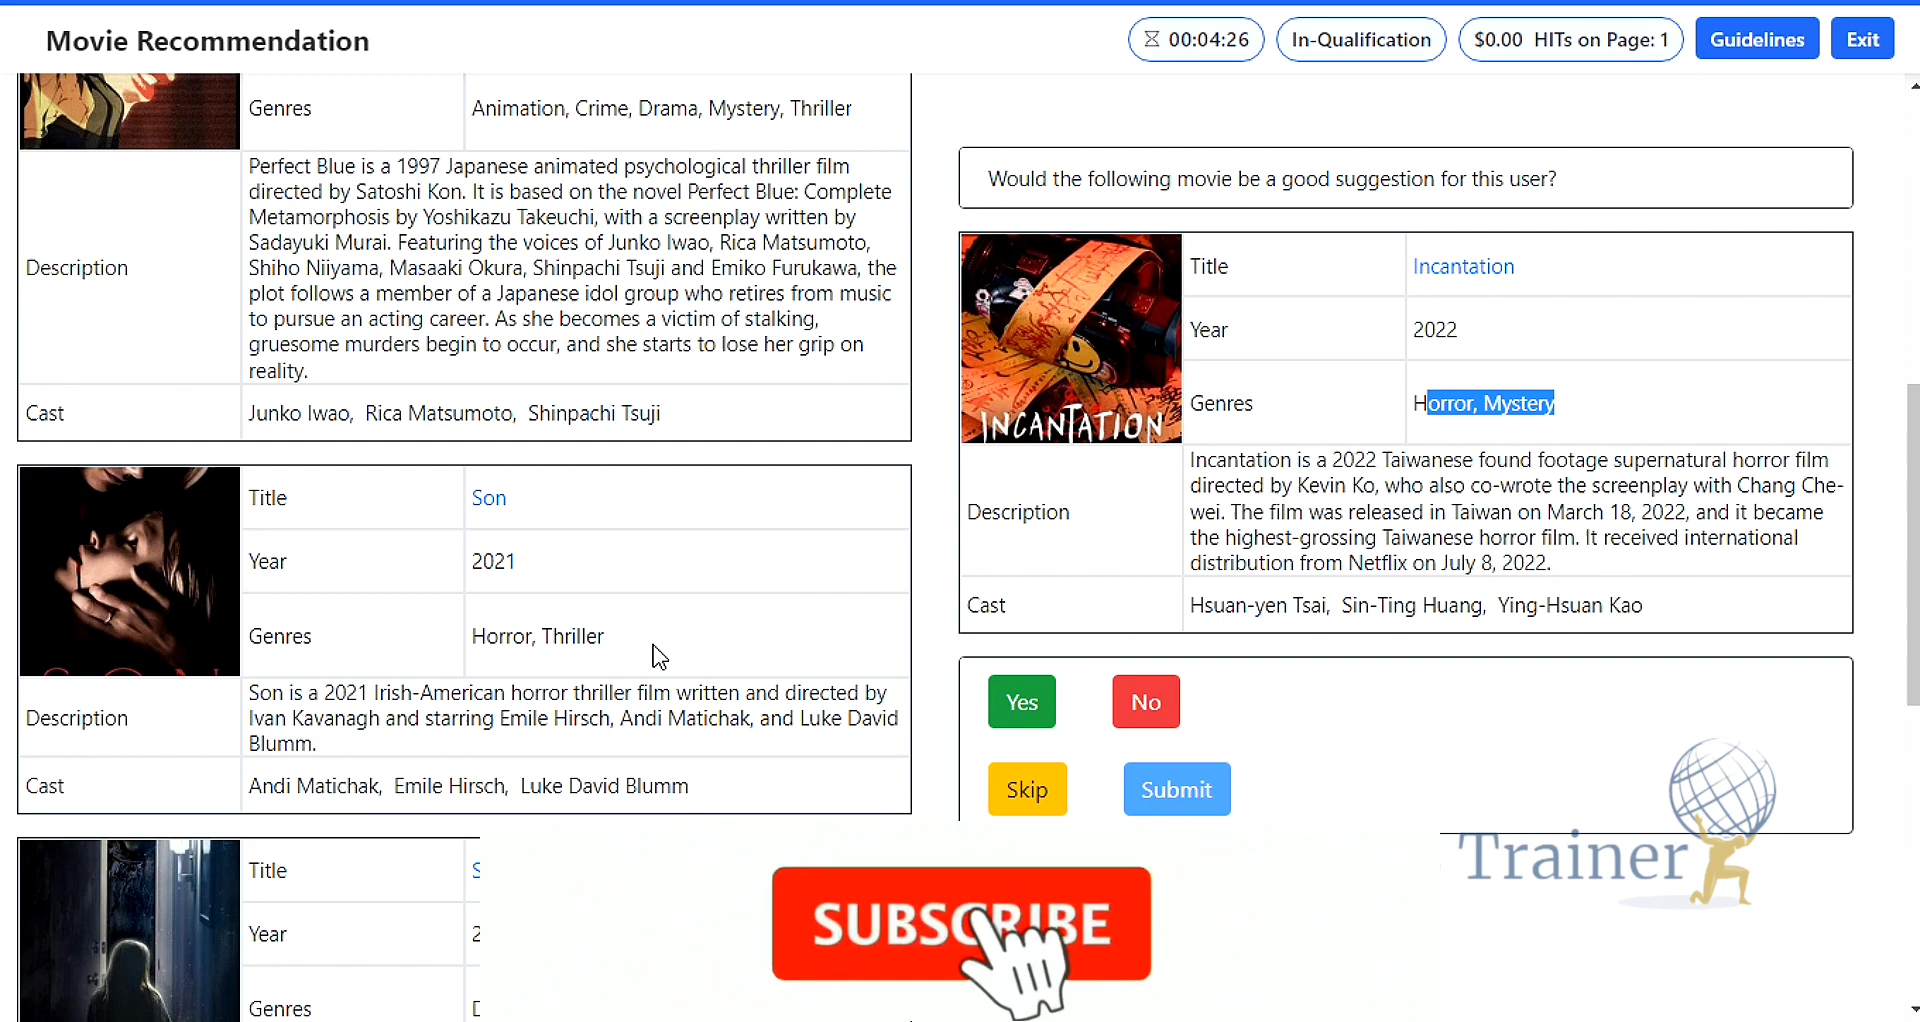 Movie Recommendation
00:04:26
In-Qualification
$0.00 HITs on Page: 1
Guidelines
Exit
Genres
Animation, Crime, Drama, Mystery, Thriller
Description
Perfect Blue is a 1997 Japanese animated psychological thriller film
directed by Satoshi Kon. It is based on the novel Perfect Blue: Complete
Metamorphosis by Yoshikazu Takeuchi, with a screenplay written by
Sadayuki Murai. Featuring the voices of Junko Iwao, Rica Matsumoto,
Shiho Niiyama, Masaaki Okura, Shinpachi Tsuji and Emiko Furukawa, the
plot follows a member of a Japanese idol group who retires from music
to pursue an acting career. As she becomes a victim of stalking,
gruesome murders begin to occur, and she starts to lose her grip on
reality.
Cast
Junko Iwao, Rica Matsumoto, Shinpachi Tsuji
Title
Son
Year
2021
Genres
Horror, Thriller
Description
Son is a 2021 Irish-American horror thriller film written and directed by
Ivan Kavanagh and starring Emile Hirsch, Andi Matichak, and Luke David
Blumm.
Cast
Andi Matichak, Emile Hirsch, Luke David Blumm
Title
Year
Genres
Would the following movie be a good suggestion for this user?
INCANTATION
Title
Incantation
Year
2022
Genres
Horror, Mystery
Description
Incantation is a 2022 Taiwanese found footage supernatural horror film
directed by Kevin Ko, who also co-wrote the screenplay with Chang Che-
wei. The film was released in Taiwan on March 18, 2022, and it became
the highest-grossing Taiwanese horror film. It received international
distribution from Netflix on July 8, 2022.
Cast
Hsuan-yen Tsai, Sin-Ting Huang, Ying-Hsuan Kao
Yes
No
Skip
Submit
Trainer
SUBSCRIBE